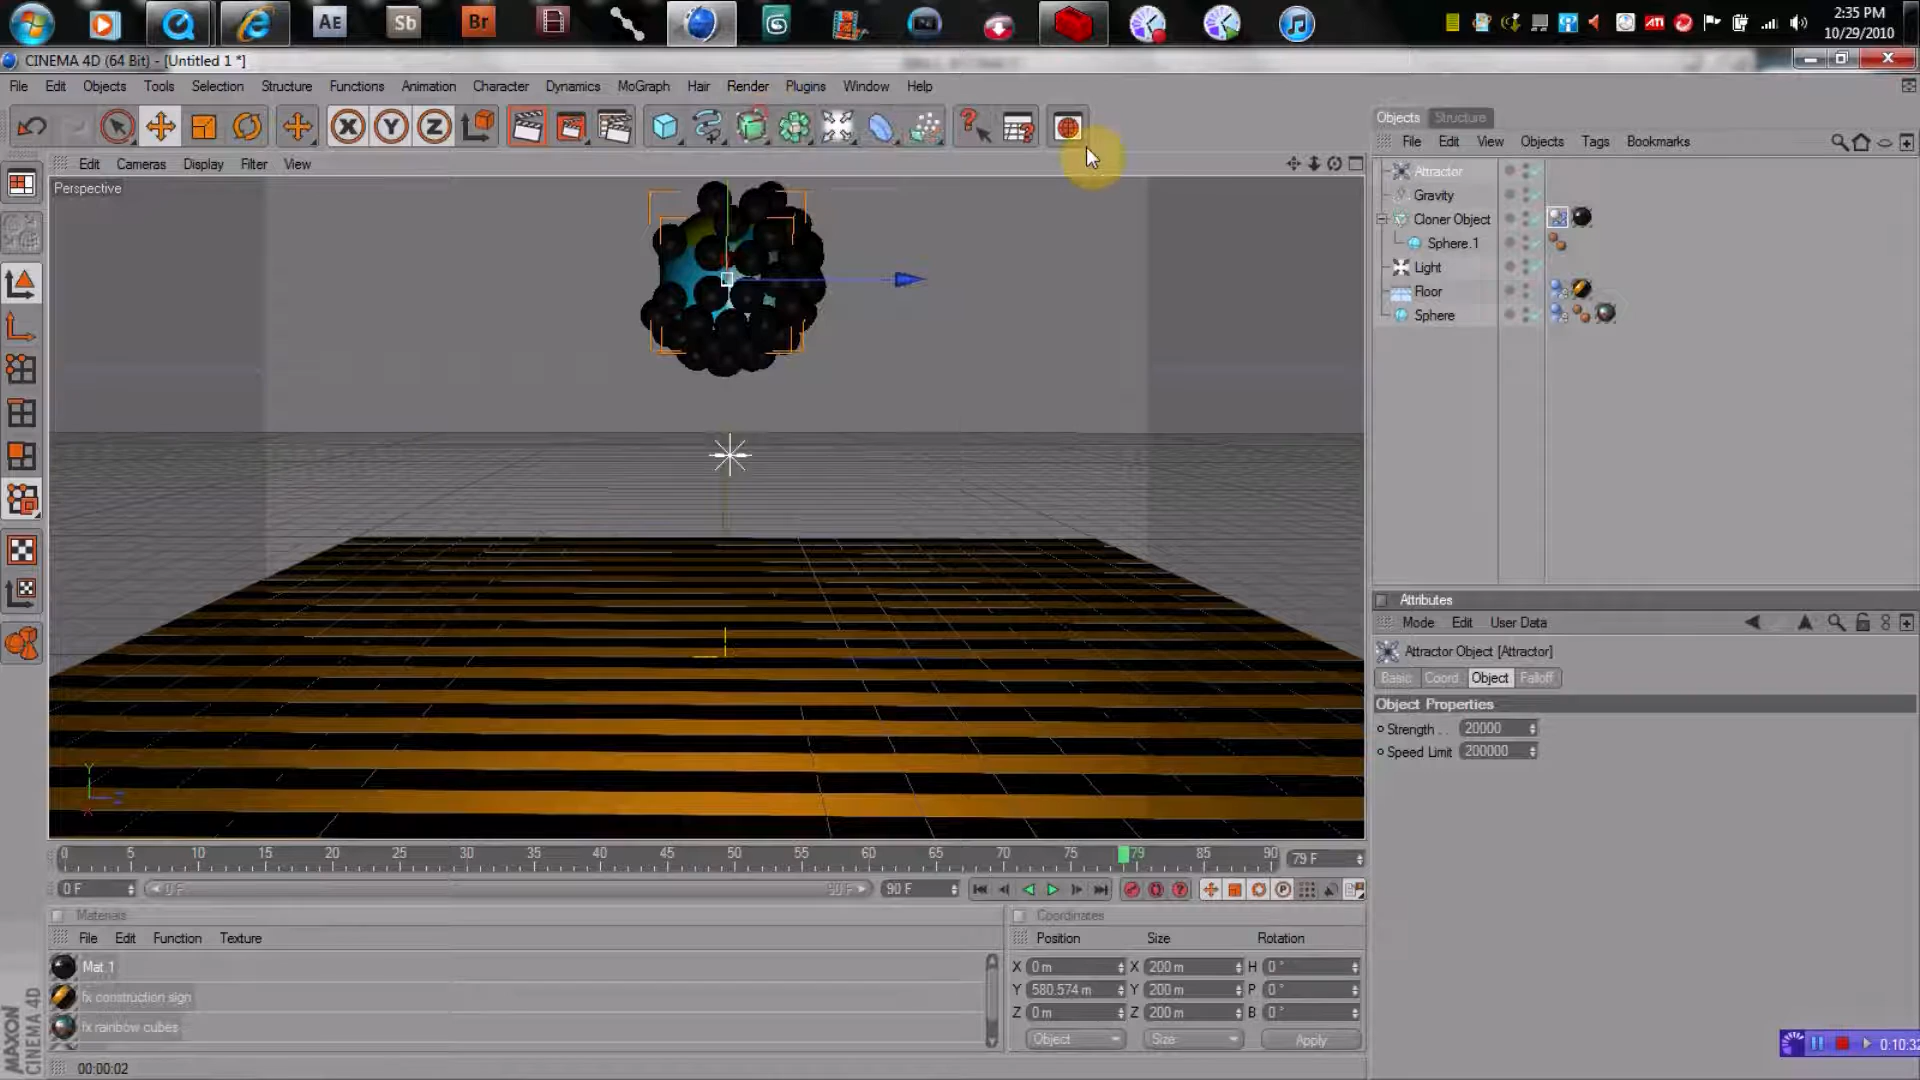 Ae
Sb
Br
ATI
2:35 PM
10/29/2010
CINEMA 4D (64 Bit) - [Untitled 1 *]
File Edit Objects Tools Selection Structure Functions Animation Character Dynamics MoGraph Hair Render Plugins Window Help
X Y Z
Objects Structure
File Edit View Objects Tags Bookmarks
Edit Cameras Display Filter View
Perspective
Attractor
Gravity
Cloner Object
Sphere.1
Light
Floor
Sphere
Attributes
Mode Edit User Data
Attractor Object [Attractor]
Basic Coord. Object Falloff
Object Properties
Strength . . 20000
Speed Limit 200000
Y
0 5 10 15 20 25 30 35 40 45 50 55 60 65 70 75 79 85 90 79 F
0 F 0 F 90 F 90 F
Materials
File Edit Function Texture
Mat.1
fx construction sign
fx rainbow cubes
Coordinates
Position Size Rotation
X 0 m X 200 m H 0 °
Y 580.574 m Y 200 m P 0 °
Z 0 m Z 200 m B 0 °
Object Size Apply
MAXON
CINEMA 4D
00:00:02
0:10:32